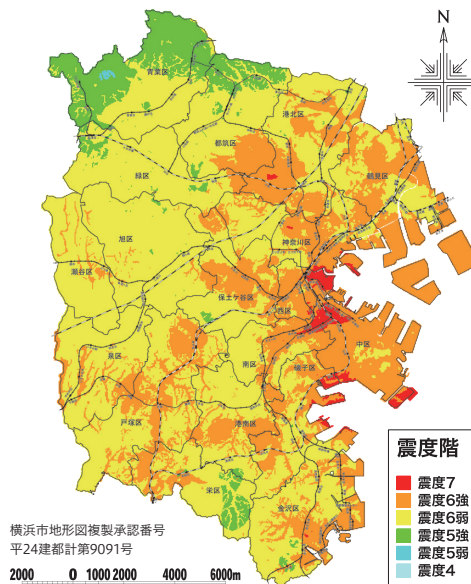 N
青葉区
港北区
都筑区
鶴見区
緑区
神奈川区
旭区
瀬谷区
保土ケ谷区
西区
中区
泉区
南区
磯子区
戸塚区
港南区
栄区
金沢区
震度階
震度7
震度6強
震度6弱
震度5強
震度5弱
震度4
横浜市地形図複製承認番号
平24建都計第9091号
2000 0 1000 2000 4000 6000m